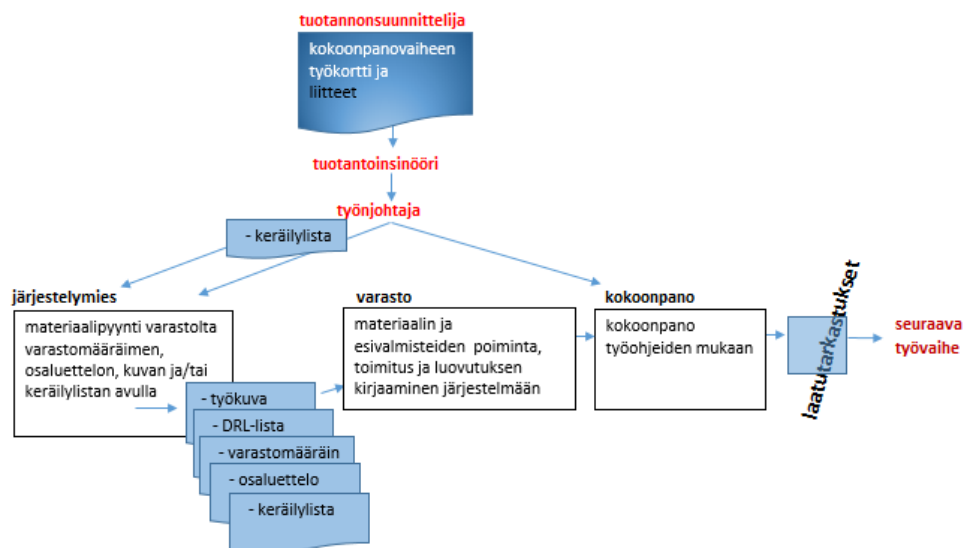 tuotannonsuunnittelija
kokoonpanovaiheen
työkortti ja
liitteet
tuotantoinsinööri
työnjohtaja
- keräilylista
järjestelymies
materiaalipyynti varastolta
varastomääräimen,
osaluettelon, kuvan ja/tai
keräilylistan avulla
- työkuva
- DRL-lista
- varastomääräin
- osaluettelo
- keräilylista
varasto
materiaalin ja
esivalmisteiden poiminta,
toimitus ja luovutuksen
kirjaaminen järjestelmään
kokoonpano
kokoonpano
työohjeiden mukaan
laatutarkastukset
seuraava
työvaihe